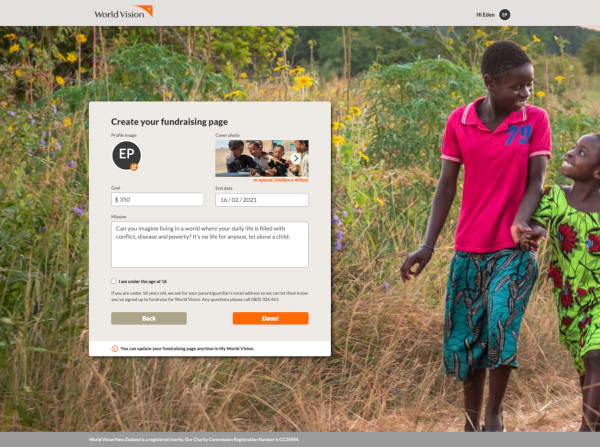 World Vision
Hi Eden EP
Create your fundraising page
Profile image
Cover photo
EP
or upload (1440px x 400px)
Goal
End date
$ 350
16 / 02 / 2021
Mission
Can you imagine living in a world where your daily life is filled with
conflict, disease and poverty? It's no life for anyone, let alone a child.
I am under the age of 18
If you are under 18 years old, we ask for your parent/guardian's email address so we can let them know
you've signed up to fundraise for World Vision. Any questions please call 0800 326 463.
Back
Done!
You can update your fundraising page anytime in My World Vision.
World Vision New Zealand is a registered charity. Our Charity Commission Registration Number is CC25984.
79